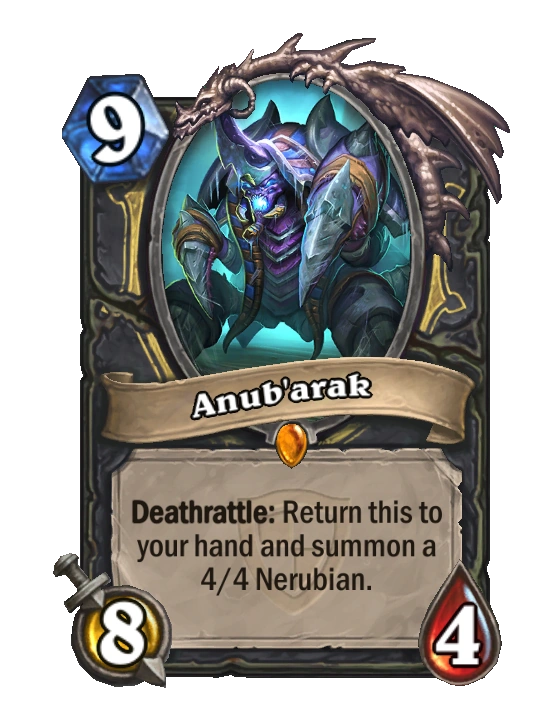 9
Anub'arak
Deathrattle: Return this to
your hand and summon a
4/4 Nerubian.
8
4